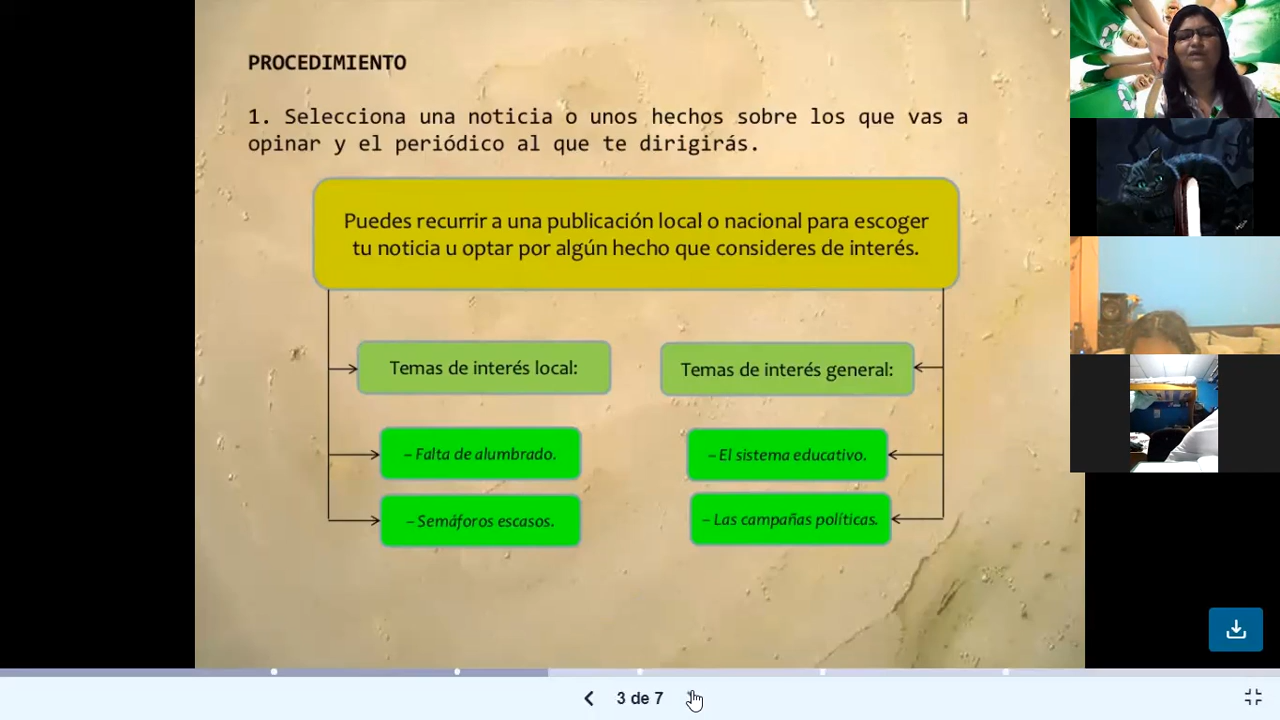 PROCEDIMIENTO
1. Selecciona una noticia o unos hechos sobre los que vas a
opinar y el periódico al que te dirigirás.
Puedes recurrir a una publicación local o nacional para escoger
tu noticia u optar por algún hecho que consideres de interés.
Temas de interés local:
– Falta de alumbrado.
– Semáforos escasos.
Temas de interés general:
– El sistema educativo.
– Las campañas políticas.
3 de 7